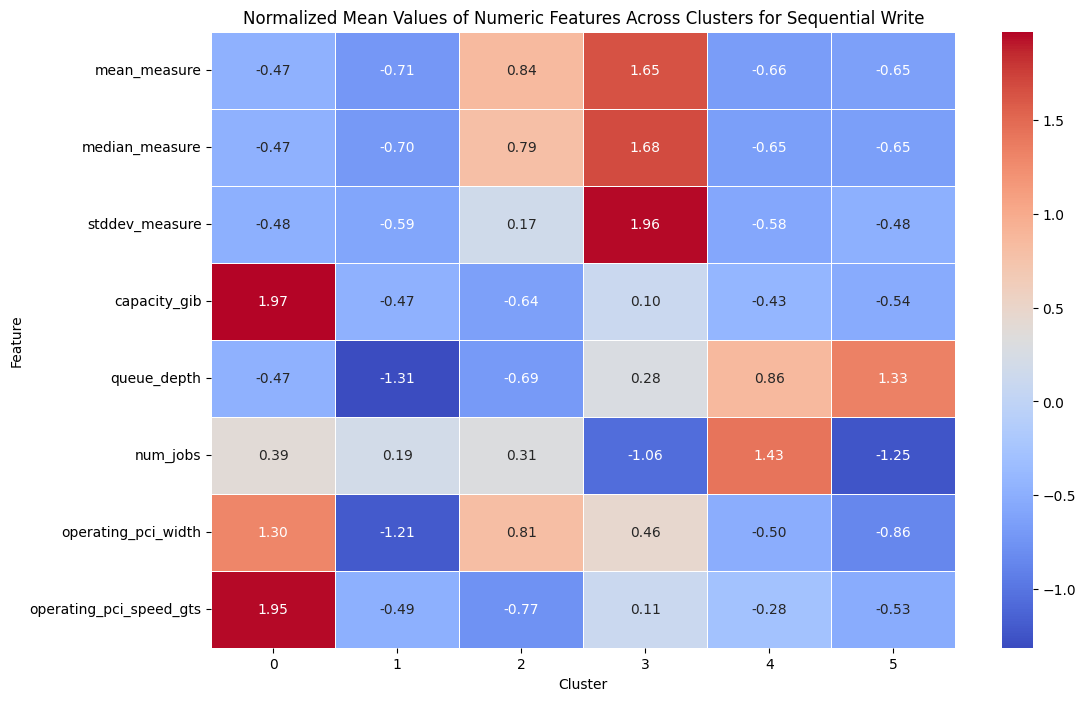 Normalized Mean Values of Numeric Features Across Clusters for Sequential Write
Feature
mean_measure -0.47 -0.71 0.84 1.65 -0.66 -0.65
median_measure -0.47 -0.70 0.79 1.68 -0.65 -0.65
stddev_measure -0.48 -0.59 0.17 1.96 -0.58 -0.48
capacity_gib 1.97 -0.47 -0.64 0.10 -0.43 -0.54
queue_depth -0.47 -1.31 -0.69 0.28 0.86 1.33
num_jobs 0.39 0.19 0.31 -1.06 1.43 -1.25
operating_pci_width 1.30 -1.21 0.81 0.46 -0.50 -0.86
operating_pci_speed_gts 1.95 -0.49 -0.77 0.11 -0.28 -0.53
0 1 2 3 4 5
Cluster
1.5
1.0
0.5
0.0
−0.5
−1.0